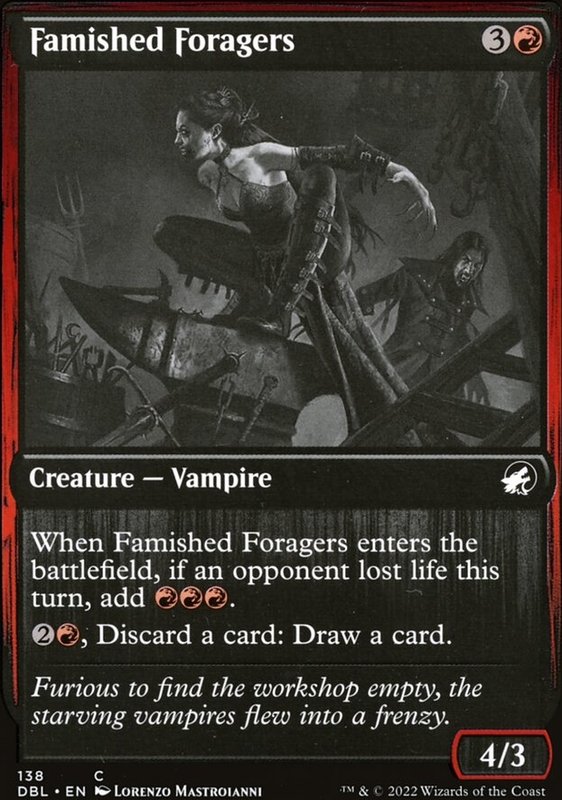 Famished Foragers 3
Creature — Vampire
When Famished Foragers enters the
battlefield, if an opponent lost life this
turn, add .
2, Discard a card: Draw a card.
Furious to find the workshop empty, the
starving vampires flew into a frenzy.
4/3
138 C
DBL • EN Lorenzo Mastroianni ™ & © 2022 Wizards of the Coast